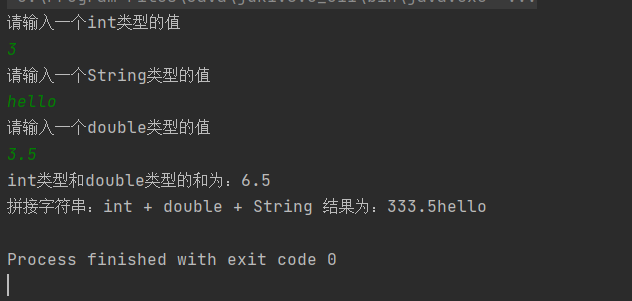 请输入一个int类型的值
3
请输入一个String类型的值
hello
请输入一个double类型的值
3.5
int类型和double类型的和为：6.5
拼接字符串：int + double + String 结果为：333.5hello
Process finished with exit code 0